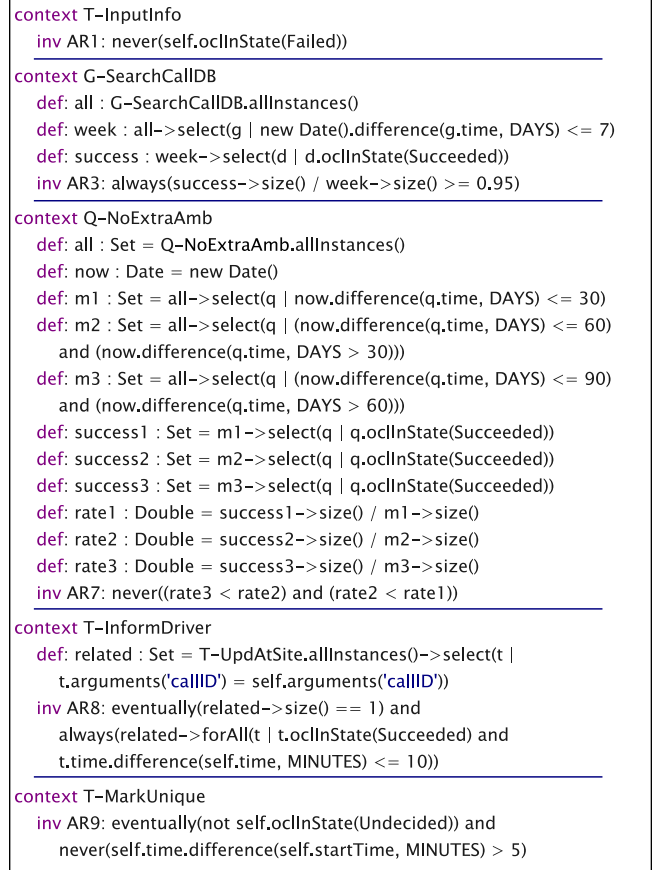 context T-InputInfo
inv AR1: never(self.oclInState(Failed))
context G-SearchCallDB
def: all : G-SearchCallDB.allInstances()
def: week : all->select(g | new Date().difference(g.time, DAYS) <= 7)
def: success : week->select(d | d.oclInState(Succeeded))
inv AR3: always(success->size() / week->size() >= 0.95)
context Q-NoExtraAmb
def: all : Set = Q-NoExtraAmb.allInstances()
def: now : Date = new Date()
def: m1 : Set = all->select(q | now.difference(q.time, DAYS) <= 30)
def: m2 : Set = all->select(q | (now.difference(q.time, DAYS) <= 60)
and (now.difference(q.time, DAYS > 30)))
def: m3 : Set = all->select(q | (now.difference(q.time, DAYS) <= 90)
and (now.difference(q.time, DAYS > 60)))
def: success1 : Set = m1->select(q | q.oclInState(Succeeded))
def: success2 : Set = m2->select(q | q.oclInState(Succeeded))
def: success3 : Set = m3->select(q | q.oclInState(Succeeded))
def: rate1 : Double = success1->size() / m1->size()
def: rate2 : Double = success2->size() / m2->size()
def: rate3 : Double = success3->size() / m3->size()
inv AR7: never((rate3 < rate2) and (rate2 < rate1))
context T-InformDriver
def: related : Set = T-UpdAtSite.allInstances()->select(t |
t.arguments('callID') = self.arguments('callID'))
inv AR8: eventually(related->size() == 1) and
always(related->forAll(t | t.oclInState(Succeeded) and
t.time.difference(self.time, MINUTES) <= 10))
context T-MarkUnique
inv AR9: eventually(not self.oclInState(Undecided)) and
never(self.time.difference(self.startTime, MINUTES) > 5)